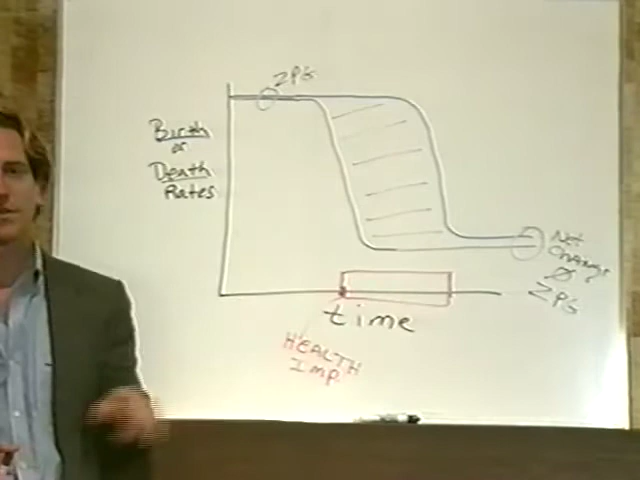 ZPG
Birth
or
Death
Rates
Net
Change
Ø
ZPG
time
HEALTH
Imp.